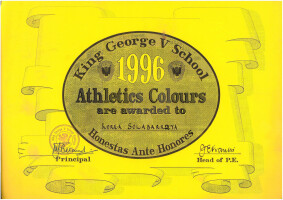 King George V School
1996
Athletics Colours
are awarded to
Honestas Ante Honores
Principal
Head of P.E.